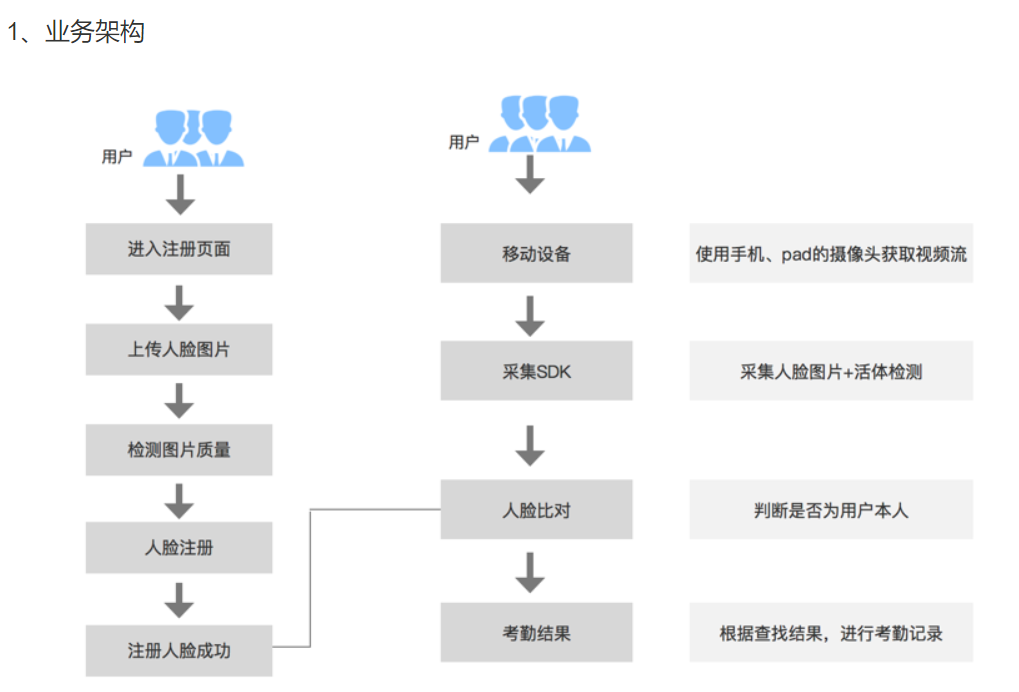 1、业务架构
用户
进入注册页面
上传人脸图片
检测图片质量
人脸注册
注册人脸成功
用户
移动设备
使用手机、pad的摄像头获取视频流
采集SDK
采集人脸图片+活体检测
人脸比对
判断是否为用户本人
考勤结果
根据查找结果，进行考勤记录